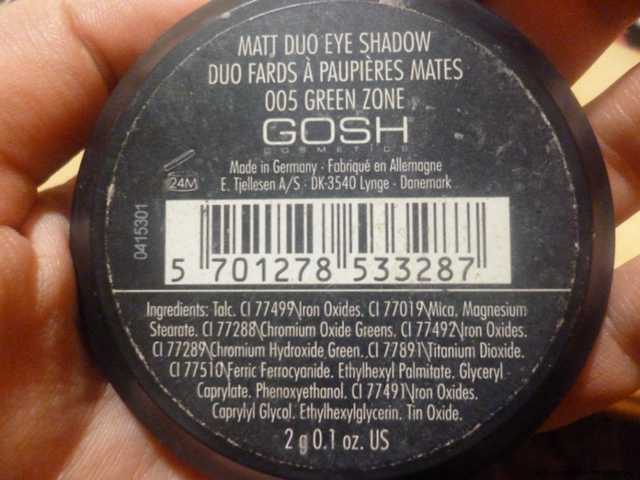 MATT DUO EYE SHADOW
DUO FARDS À PAUPIÈRES MATES
005 GREEN ZONE
GOSH
COSMETICS
Made in Germany · Fabriqué en Allemagne
E. Tjellesen A/S · DK-3540 Lynge · Danemark
24M
0415301
5 701278 533287
Ingredients: Talc. CI 77499\Iron Oxides. CI 77019\Mica. Magnesium
Stearate. CI 77288\Chromium Oxide Greens. CI 77492\Iron Oxides.
CI 77289\Chromium Hydroxide Green. CI 77891\Titanium Dioxide.
CI 77510\Ferric Ferrocyanide. Ethylhexyl Palmitate. Glyceryl
Caprylate. Phenoxyethanol. CI 77491\Iron Oxides.
Caprylyl Glycol. Ethylhexylglycerin. Tin Oxide.
2 g 0.1 oz. US